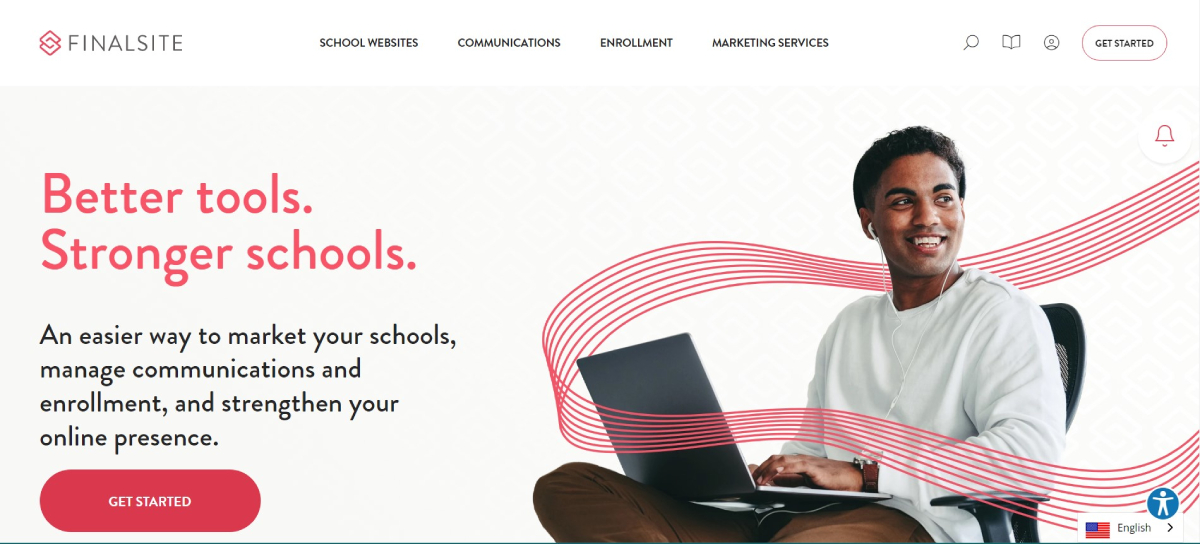 FINALSITE
SCHOOL WEBSITES
COMMUNICATIONS
ENROLLMENT
MARKETING SERVICES
GET STARTED
Better tools.
Stronger schools.
An easier way to market your schools,
manage communications and
enrollment, and strengthen your
online presence.
GET STARTED
English